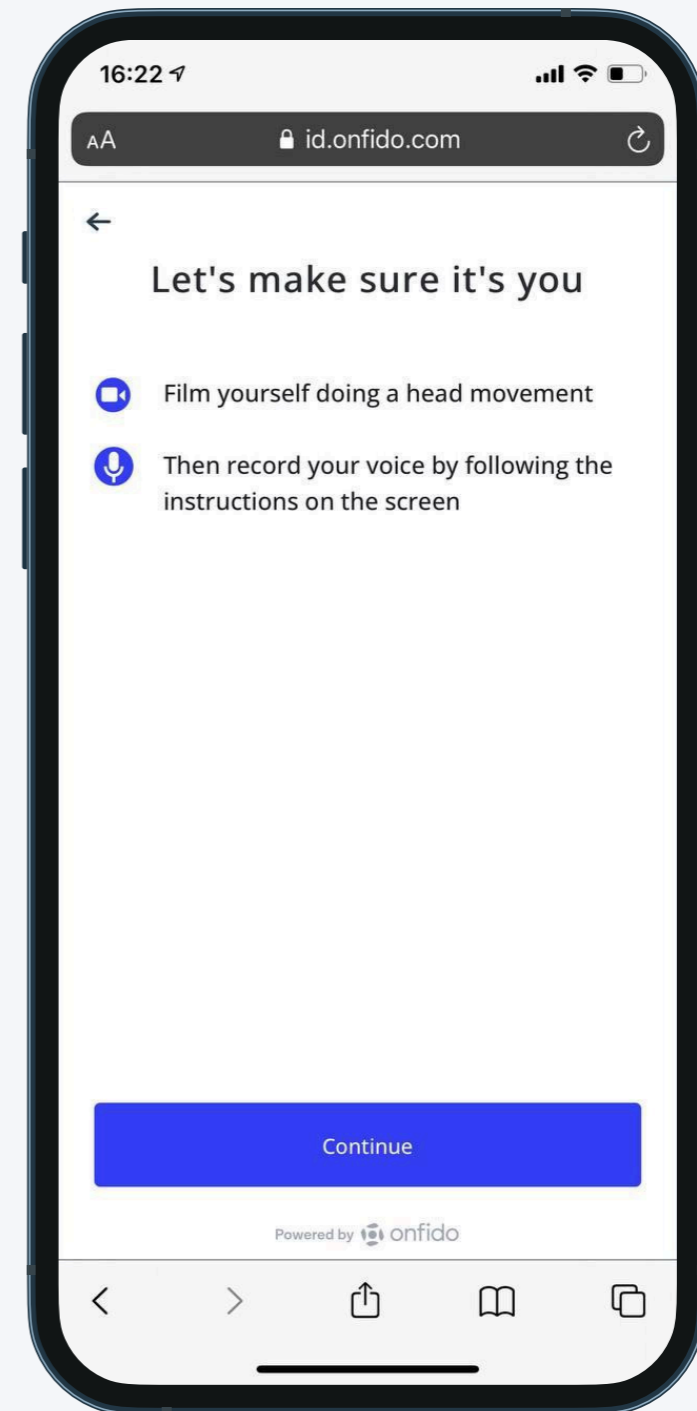 16:22
AA id.onfido.com
Let's make sure it's you
Film yourself doing a head movement
Then record your voice by following the
instructions on the screen
Continue
Powered by onfido